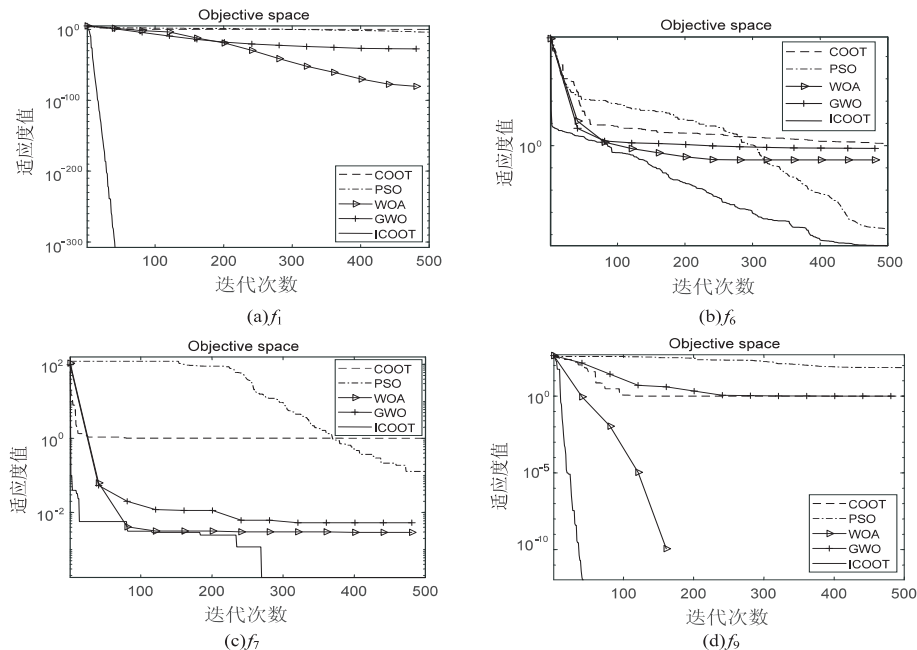 Objective space
10^0
10^-100
10^-200
10^-300
适应度值
COOT
PSO
WOA
GWO
ICOOT
100 200 300 400 500
迭代次数
(a)f1
Objective space
10^0
适应度值
COOT
PSO
WOA
GWO
ICOOT
0 100 200 300 400 500
迭代次数
(b)f6
Objective space
10^2
10^0
10^-2
适应度值
COOT
PSO
WOA
GWO
ICOOT
100 200 300 400 500
迭代次数
(c)f7
Objective space
10^0
10^-5
10^-10
适应度值
COOT
PSO
WOA
GWO
ICOOT
0 100 200 300 400 500
迭代次数
(d)f9